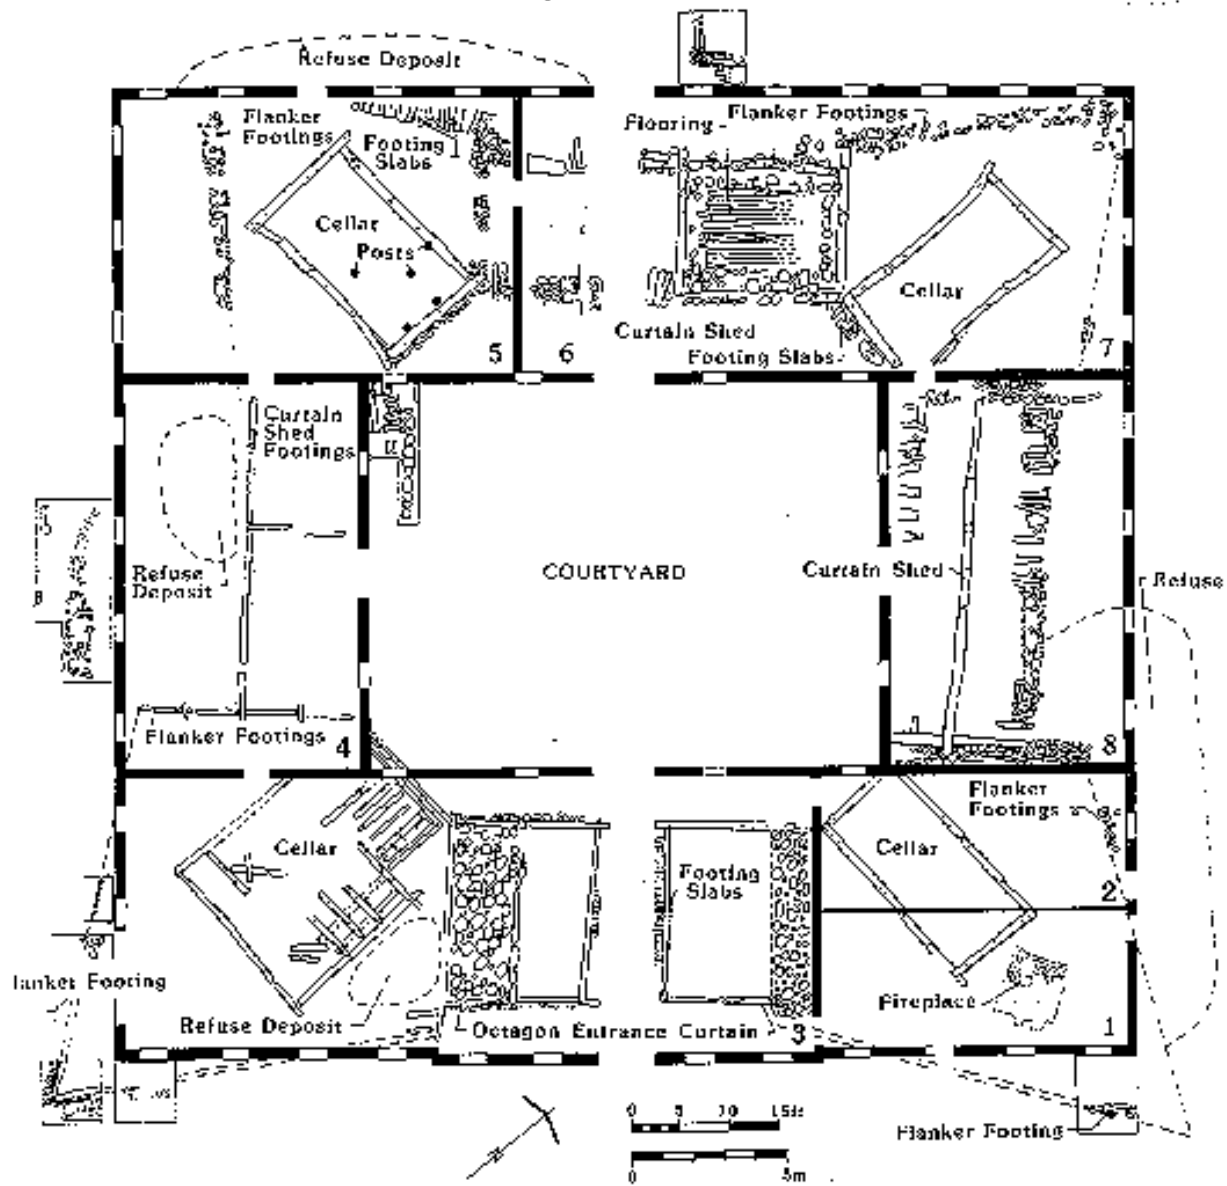 Refuse Deposit
Flanker
Footings
Footing
Slabs
Flooring
Flanker Footings
Cellar
Posts
Cellar
Curtain Shed
Footing Slabs
5
6
7
Curtain
Shed
Footings
Refuse
Deposit
COURTYARD
Curtain Shed
Refuse
Flanker Footings
4
8
Cellar
Footing
Slabs
Flanker
Footings
Cellar
2
lanker Footing
Refuse Deposit
Octagon Entrance Curtain
3
Fireplace
1
0 5 10 15ft
N
0 5m
Flanker Footing